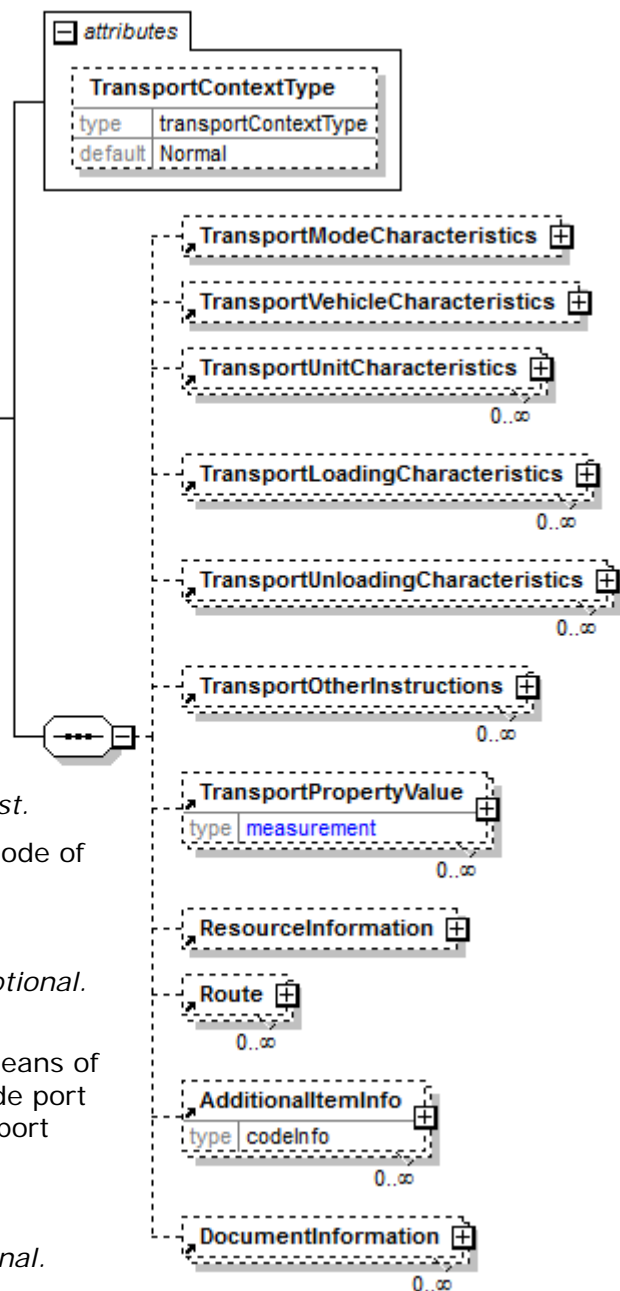 attributes
TransportContextType
type transportContextType
default Normal
TransportModeCharacteristics
TransportVehicleCharacteristics
TransportUnitCharacteristics
0..∞
TransportLoadingCharacteristics
0..∞
TransportUnloadingCharacteristics
0..∞
TransportOtherInstructions
0..∞
st.
TransportPropertyValue
type measurement
ode of
0..∞
ResourceInformation
ptional.
Route
0..∞
eans of
de port
port
AdditionalItemInfo
type codeInfo
0..∞
DocumentInformation
nal.
0..∞